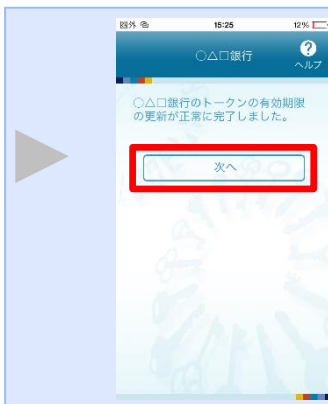 圏外 15:25 12%
○△□銀行 ?
ヘルプ
○△□銀行のトークンの有効期限
の更新が正常に完了しました。
次へ